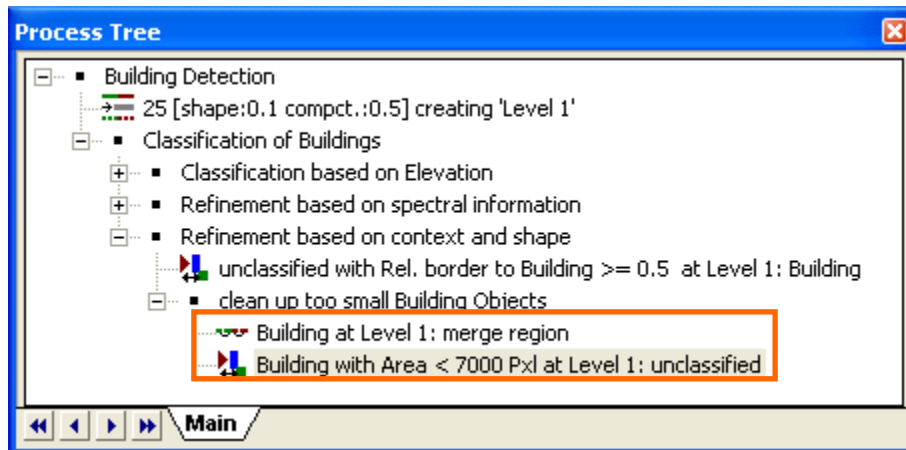 Process Tree
Building Detection
25 [shape:0.1 compct.:0.5] creating 'Level 1'
Classification of Buildings
Classification based on Elevation
Refinement based on spectral information
Refinement based on context and shape
unclassified with Rel. border to Building >= 0.5  at Level 1: Building
clean up too small Building Objects
Building at Level 1: merge region
Building with Area < 7000 Pxl at Level 1: unclassified
Main